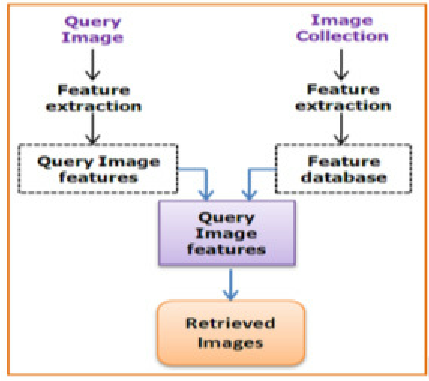 Query
Image
Image
Collection
Feature
extraction
Feature
extraction
Query Image
features
Feature
database
Query
Image
features
Retrieved
Images